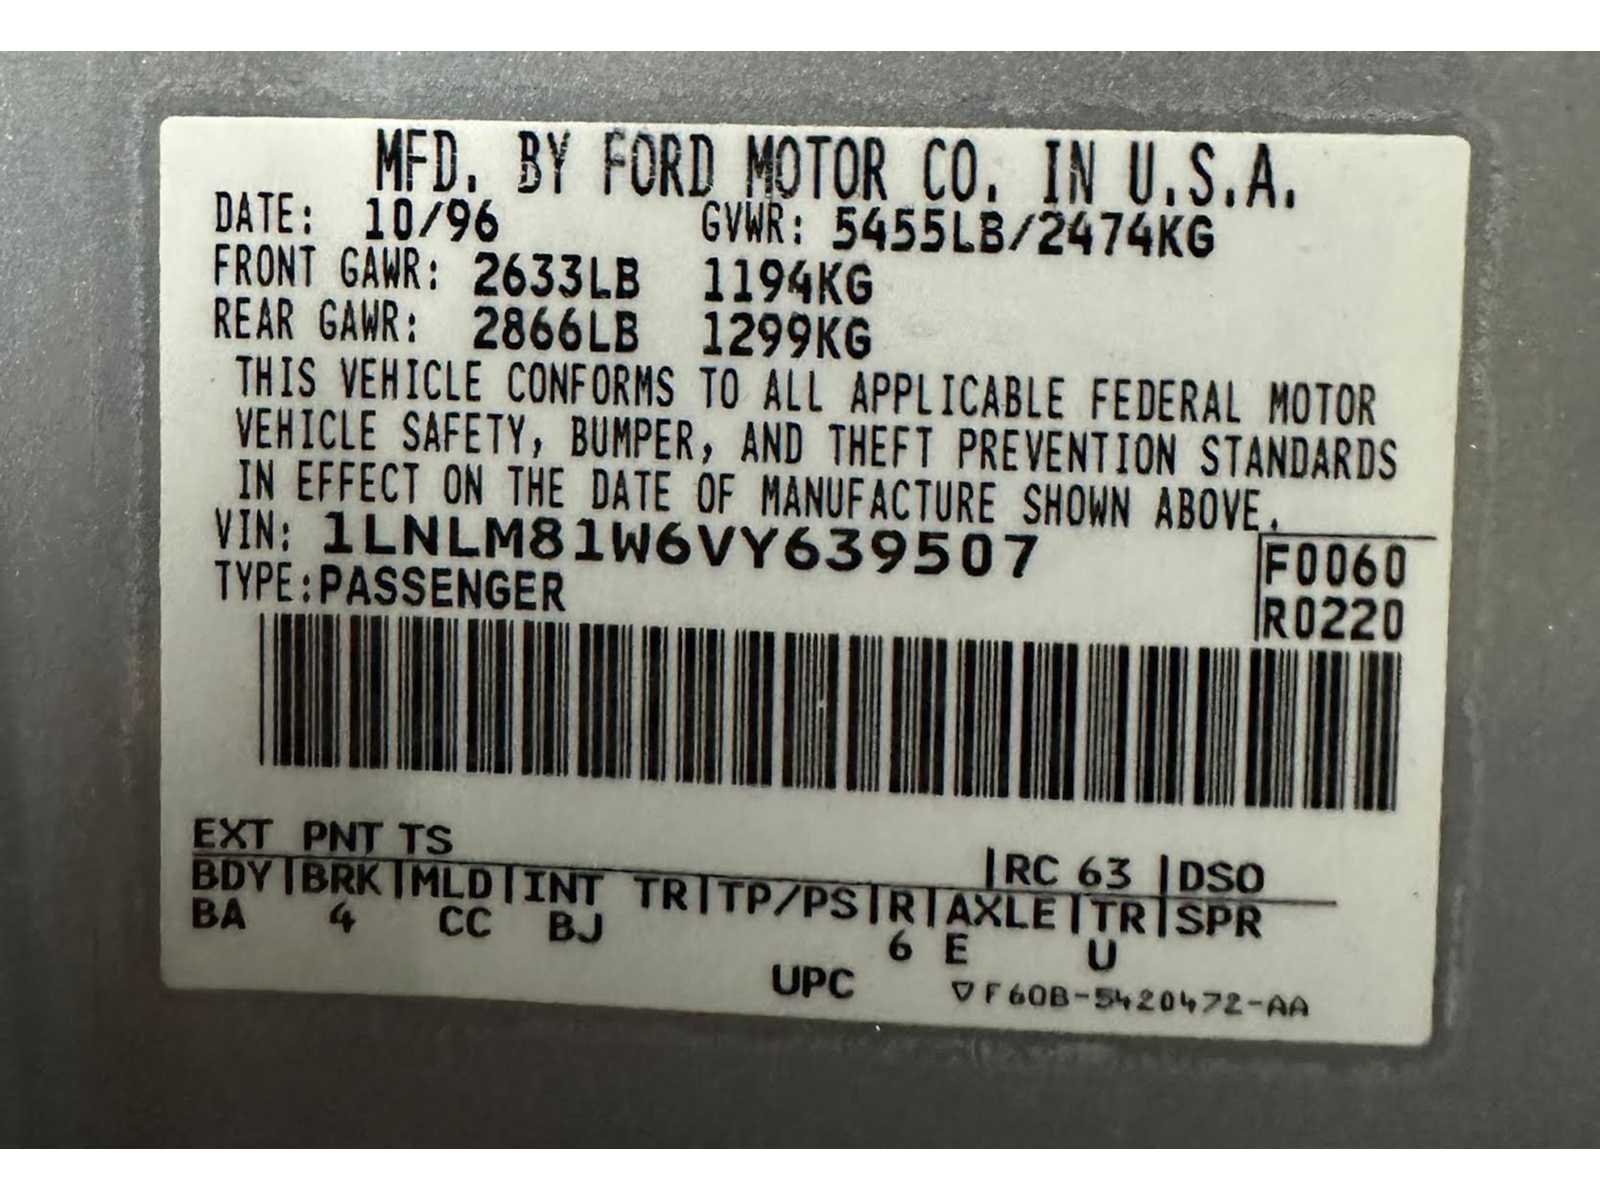 MFD. BY FORD MOTOR CO. IN U.S.A.
DATE: 10/96 GVWR: 5455LB/2474KG
FRONT GAWR: 2633LB 1194KG
REAR GAWR: 2866LB 1299KG
THIS VEHICLE CONFORMS TO ALL APPLICABLE FEDERAL MOTOR
VEHICLE SAFETY, BUMPER, AND THEFT PREVENTION STANDARDS
IN EFFECT ON THE DATE OF MANUFACTURE SHOWN ABOVE.
VIN: 1LNLM81W6VY639507
F0060
TYPE: PASSENGER
R0220
EXT PNT TS RC 63 DSO
BDY BRK MLD INT TR TP/PS R AXLE TR SPR
BA 4 CC BJ 6 E U
UPC F60B-5420472-AA